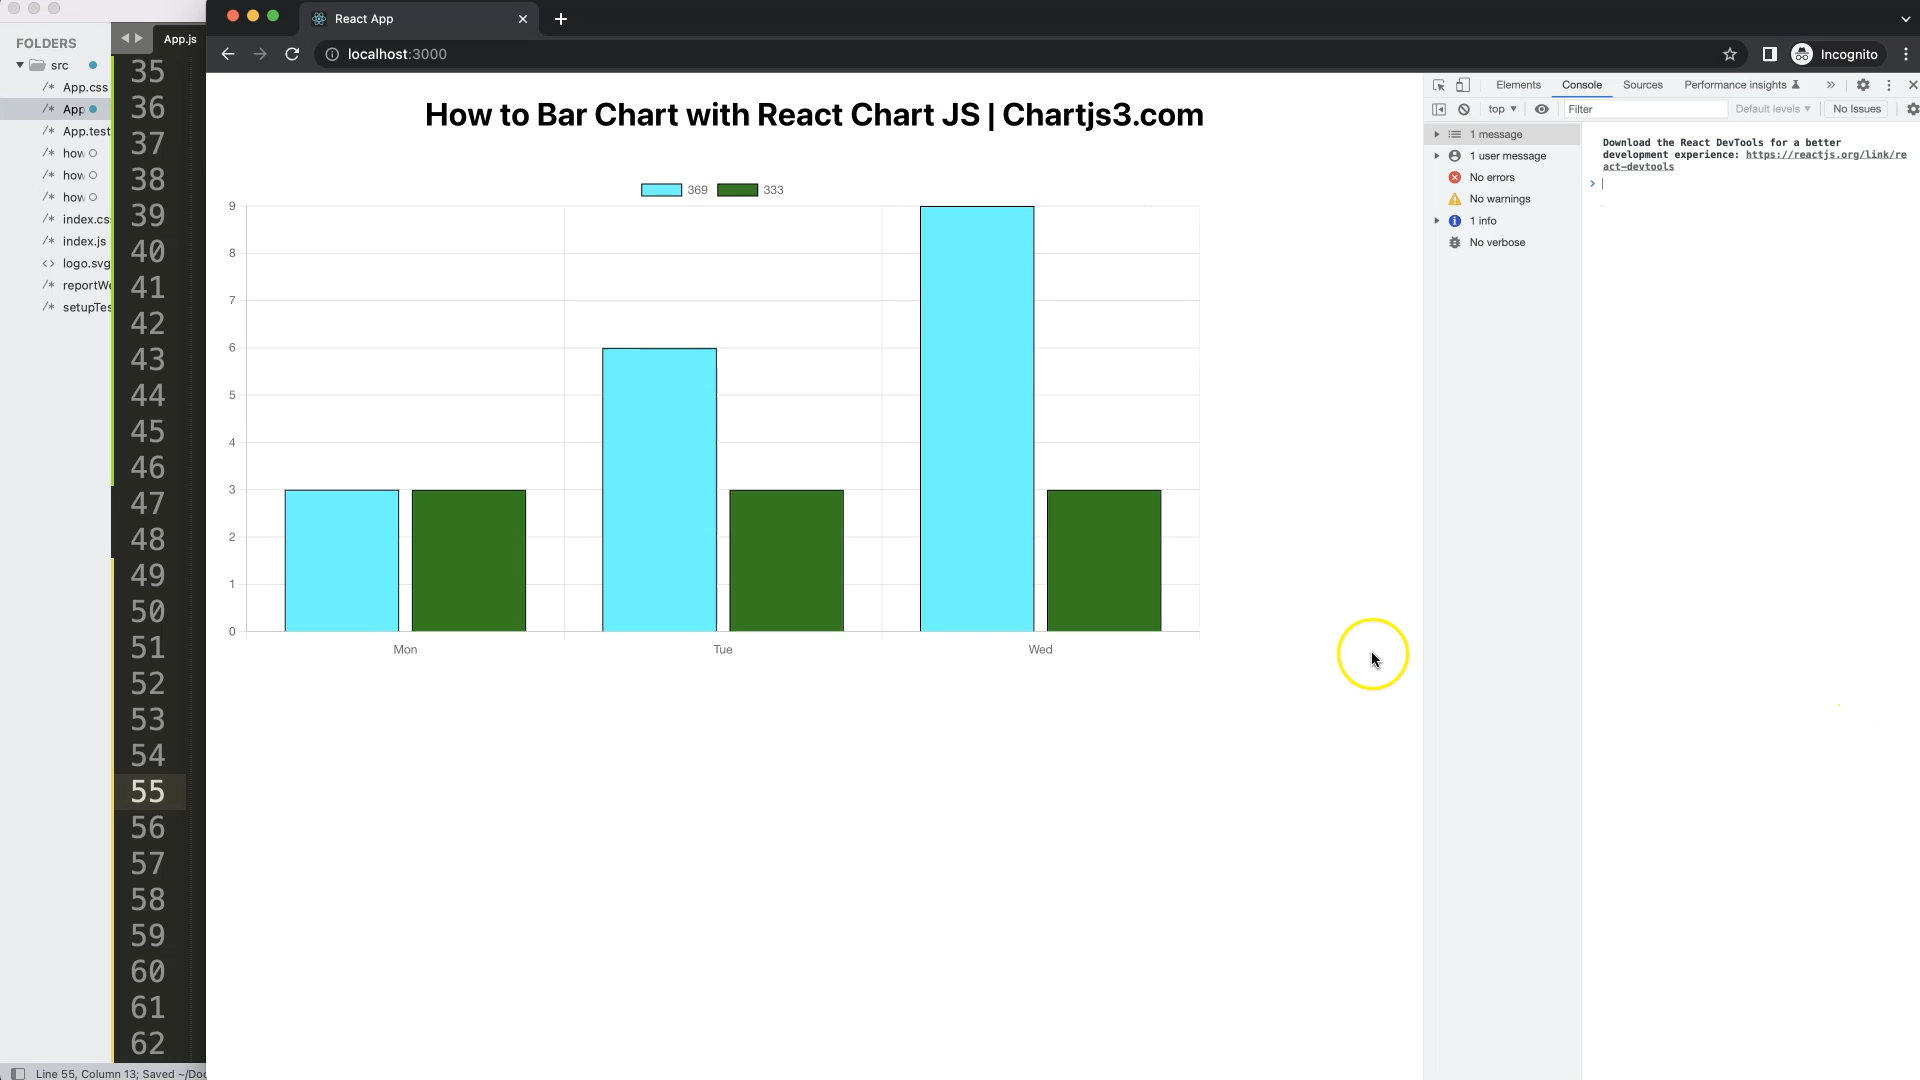 FOLDERS
src
App.css
App
App.test
how
how
how
index.cs
index.js
logo.svg
reportWe
setupTes
App.js
35
36
37
38
39
40
41
42
43
44
45
46
47
48
49
50
51
52
53
54
55
56
57
58
59
60
61
62
Line 55, Column 13; Saved ~/Doc
React App
localhost:3000
Incognito
How to Bar Chart with React Chart JS | Chartjs3.com
369 333
9
8
7
6
5
4
3
2
1
0
Mon Tue Wed
Elements Console Sources Performance insights
top Filter Default levels No Issues
1 message
1 user message
No errors
No warnings
1 info
No verbose
Download the React DevTools for a better
development experience: https://reactjs.org/link/re
act-devtools